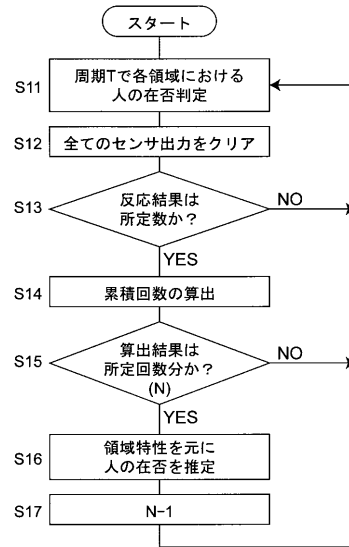 スタート
S11
周期Tで各領域における
人の在否判定
S12
全てのセンサ出力をクリア
S13
反応結果は
所定数か?
NO
YES
S14
累積回数の算出
S15
算出結果は
所定回数分か?
(N)
NO
YES
S16
領域特性を元に
人の在否を推定
S17
N−1